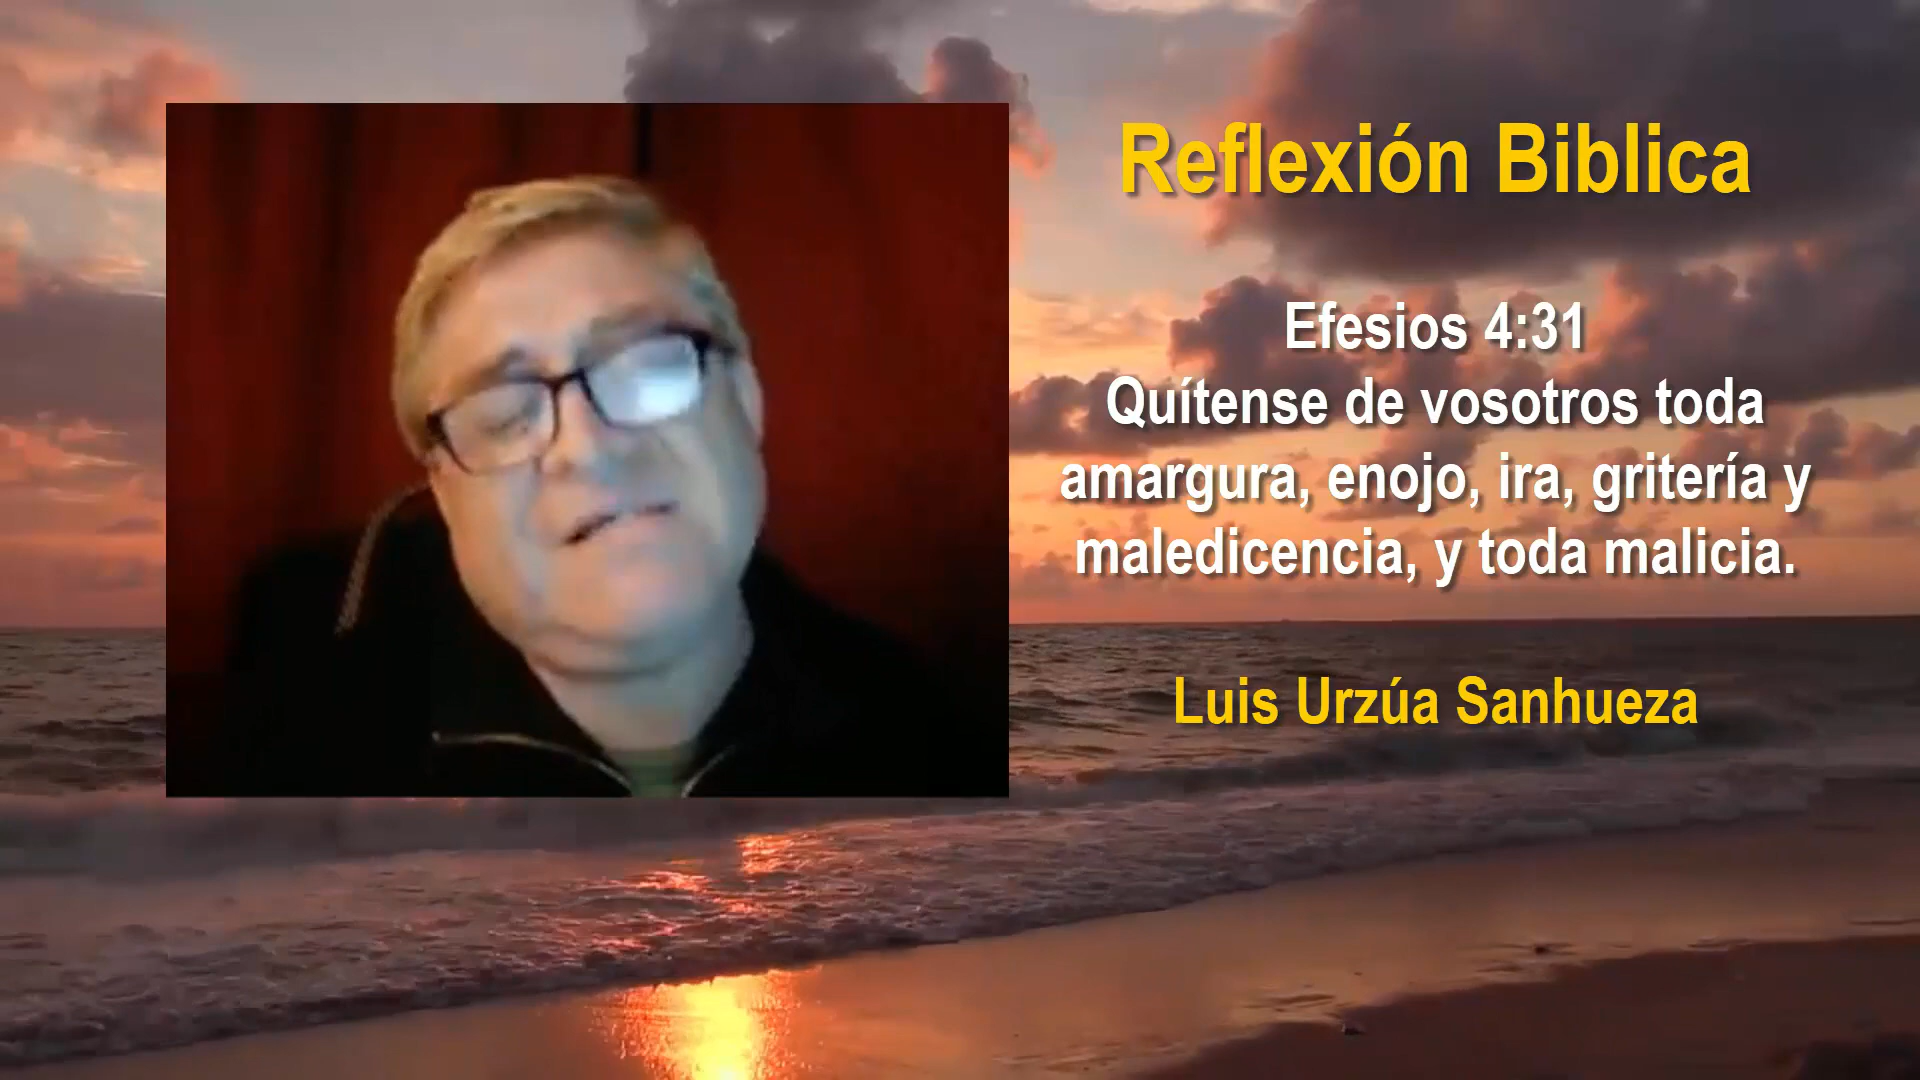 Reflexión Biblica
Efesios 4:31
Quítense de vosotros toda
amargura, enojo, ira, gritería y
maledicencia, y toda malicia.
Luis Urzúa Sanhueza